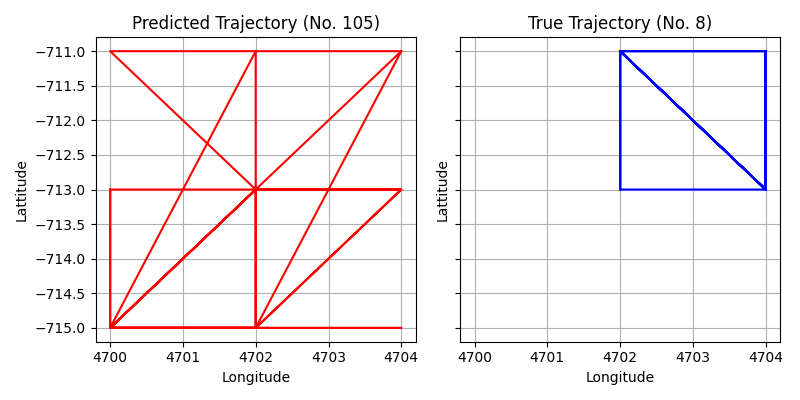 Predicted Trajectory (No. 105)
Lattitude
−711.0
−711.5
−712.0
−712.5
−713.0
−713.5
−714.0
−714.5
−715.0
4700 4701 4702 4703 4704
Longitude
True Trajectory (No. 8)
Lattitude
4700 4701 4702 4703 4704
Longitude